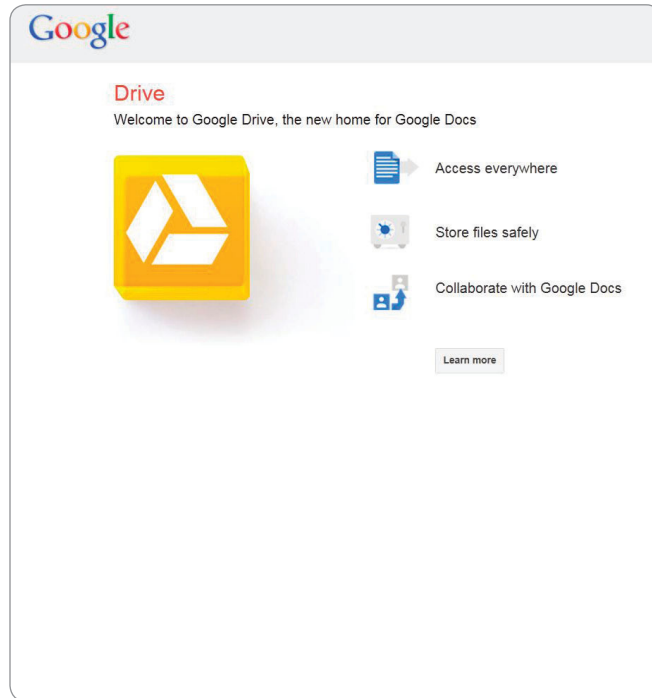 Google
Drive
Welcome to Google Drive, the new home for Google Docs
Access everywhere
Store files safely
Collaborate with Google Docs
Learn more